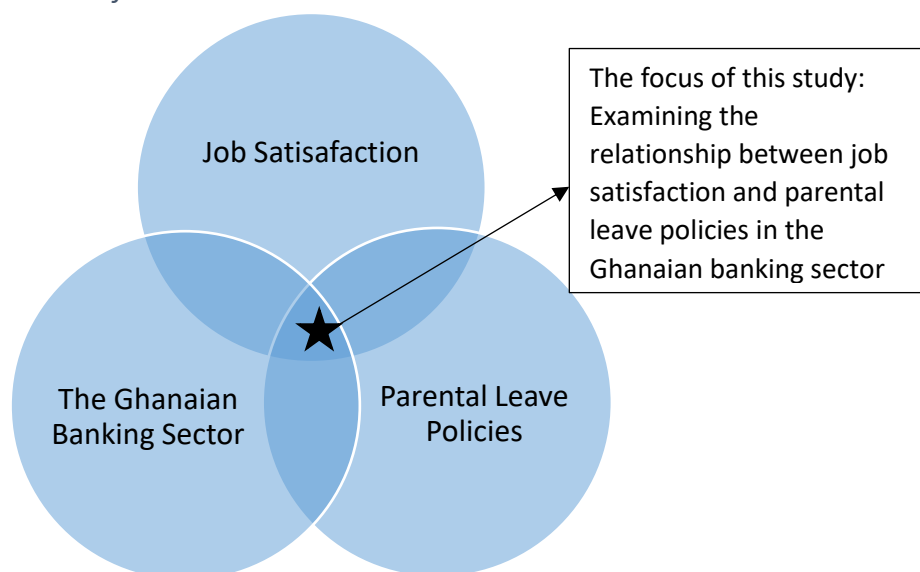 Job Satisafaction
The focus of this study:
Examining the
relationship between job
satisfaction and parental
leave policies in the
Ghanaian banking sector
The Ghanaian
Banking Sector
Parental Leave
Policies